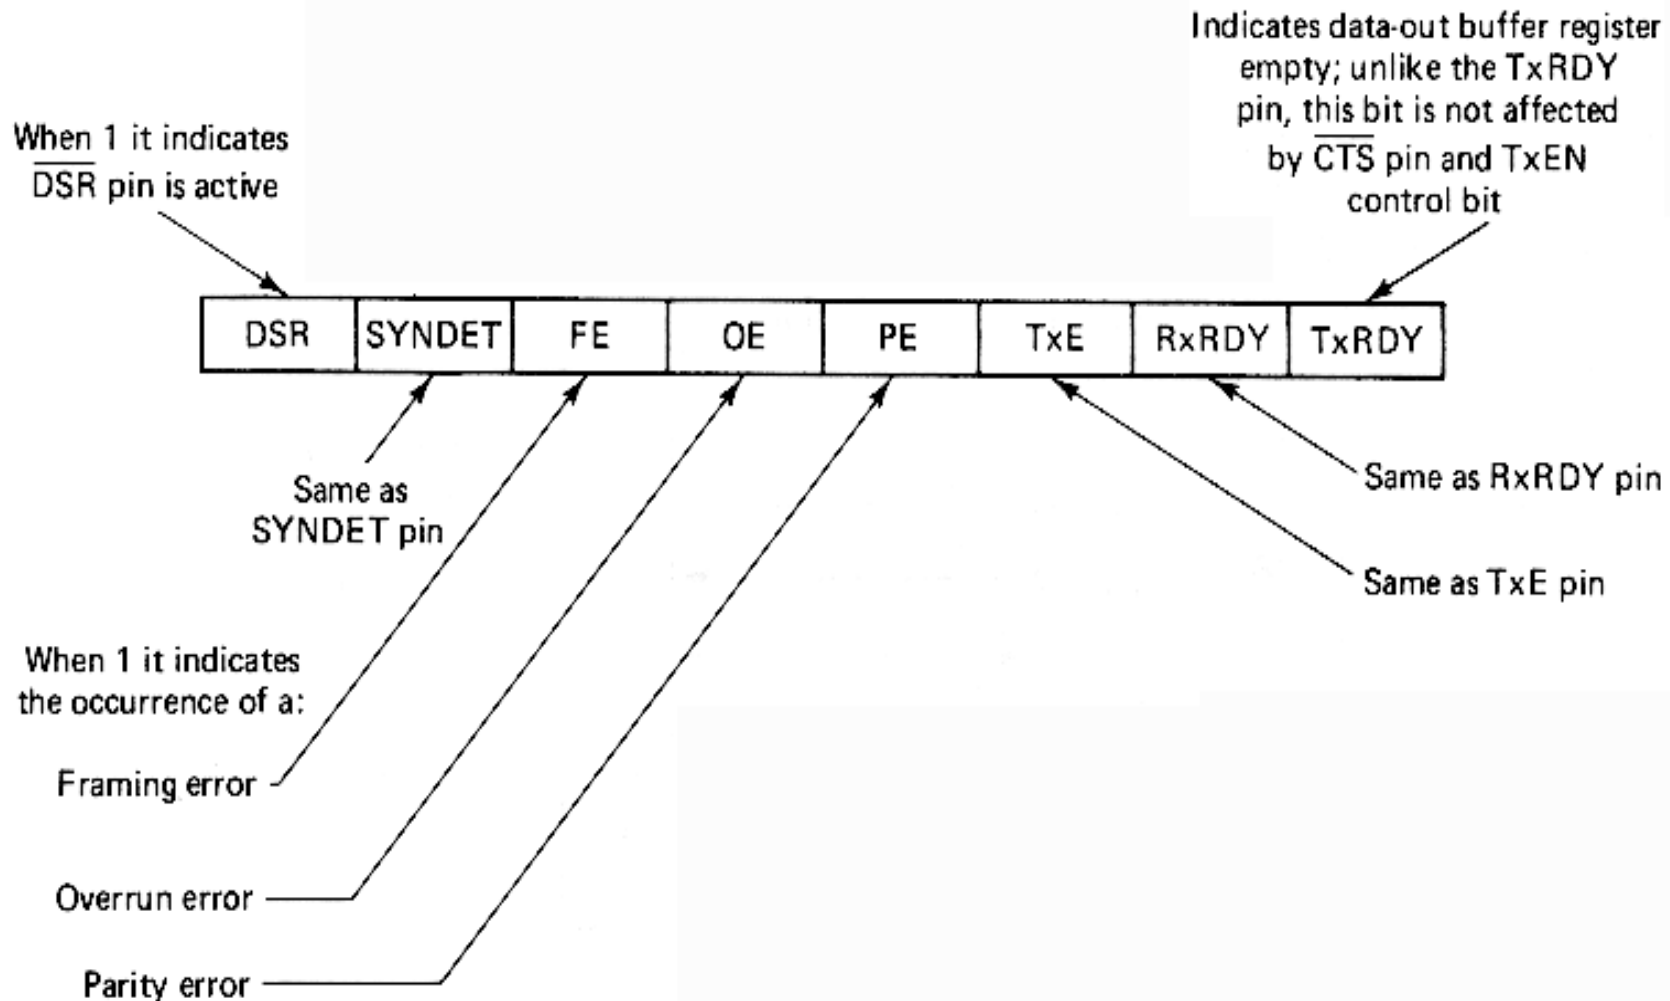 Indicates data-out buffer register
empty; unlike the TxRDY
pin, this bit is not affected
by CTS pin and TxEN
control bit
When 1 it indicates
DSR pin is active
DSR SYNDET FE OE PE TxE RxRDY TxRDY
Same as
SYNDET pin
Same as RxRDY pin
Same as TxE pin
When 1 it indicates
the occurrence of a:
Framing error
Overrun error
Parity error